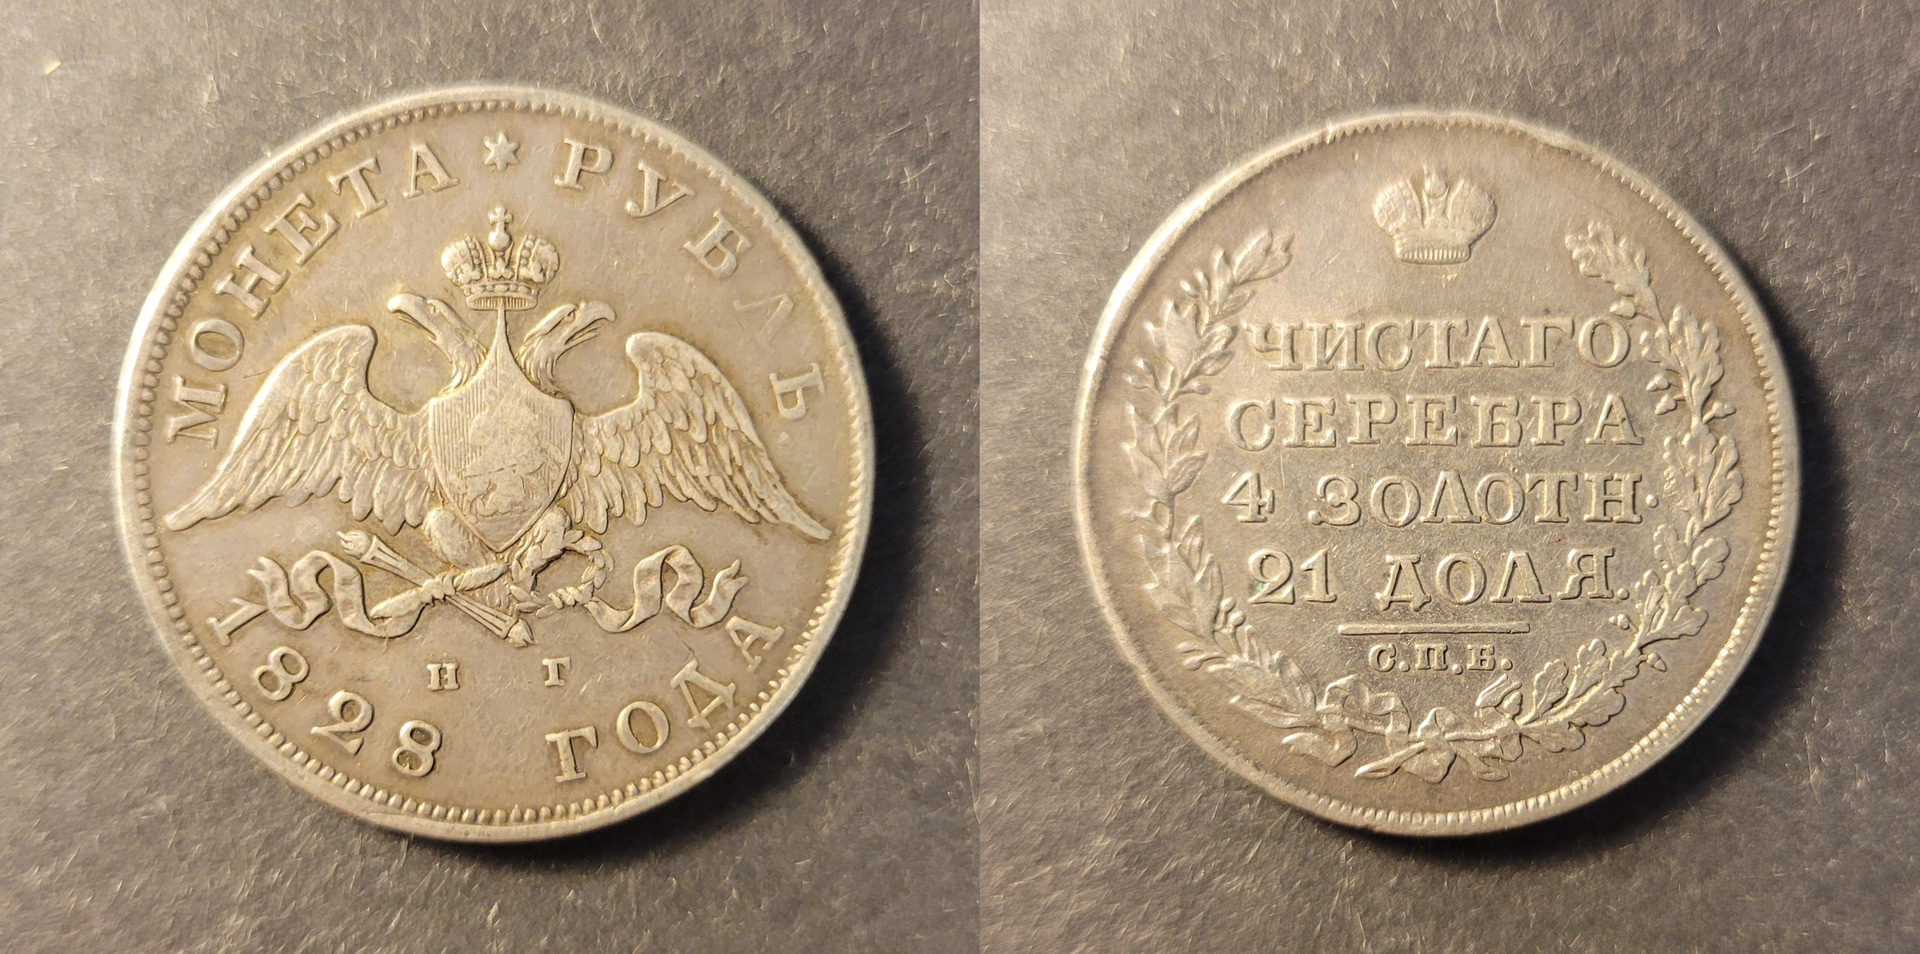 МОНЕТА * РУБЛЬ.
Н Г
1828 ГОДА
ЧИСТАГО
СЕРЕБРА
4 ЗОЛОТН.
21 ДОЛЯ.
С.П.Б.